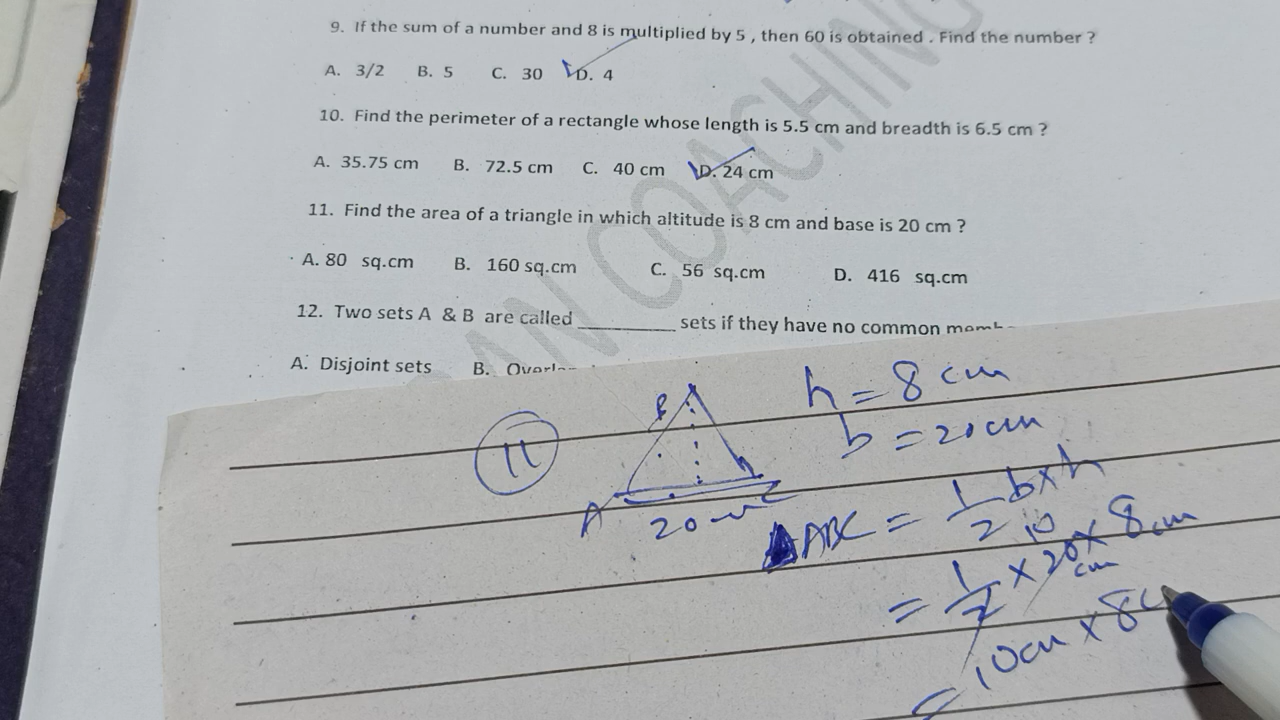 9. If the sum of a number and 8 is multiplied by 5 , then 60 is obtained . Find the number ?
A. 3/2 B. 5 C. 30 D. 4
10. Find the perimeter of a rectangle whose length is 5.5 cm and breadth is 6.5 cm ?
A. 35.75 cm B. 72.5 cm C. 40 cm D. 24 cm
11. Find the area of a triangle in which altitude is 8 cm and base is 20 cm ?
A. 80 sq.cm B. 160 sq.cm C. 56 sq.cm D. 416 sq.cm
12. Two sets A & B are called __________ sets if they have no common
A. Disjoint sets B.
COACHING
11
B
A
20
h = 8 cm
b = 20 cm
ABC = 1/2 b x h
10
= 1/2 x 20 cm x 8 cm
= 10 cm x 8